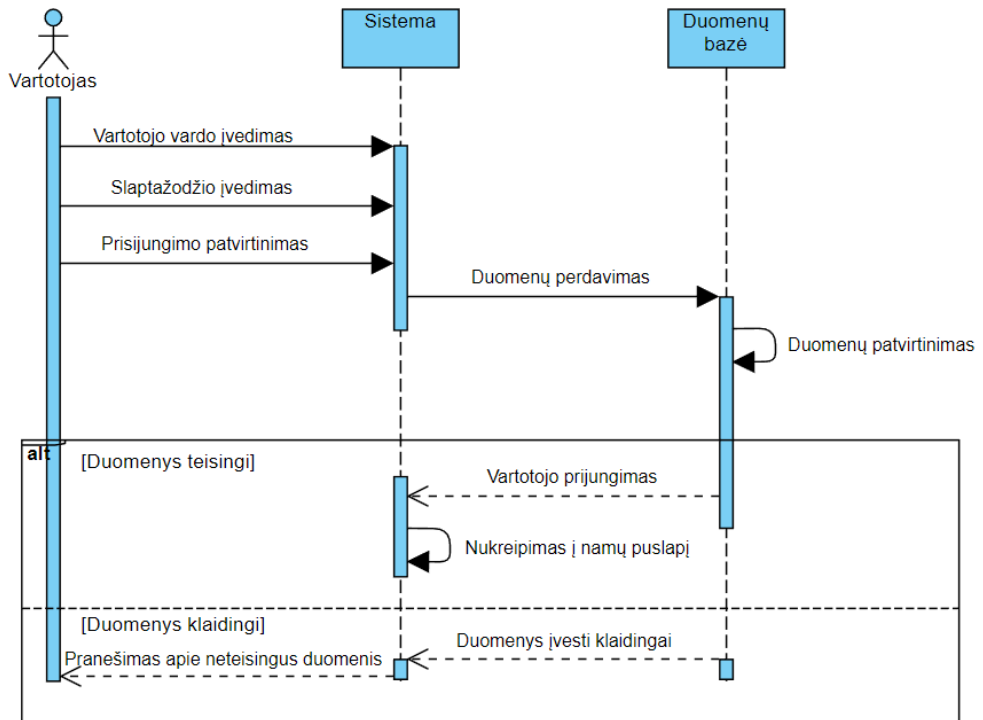 Sistema
Duomenų
bazė
Vartotojas
Vartotojo vardo įvedimas
Slaptažodžio įvedimas
Prisijungimo patvirtinimas
Duomenų perdavimas
Duomenų patvirtinimas
alt
[Duomenys teisingi]
Vartotojo prijungimas
Nukreipimas į namų puslapį
[Duomenys klaidingi]
Duomenys įvesti klaidingai
Pranešimas apie neteisingus duomenis